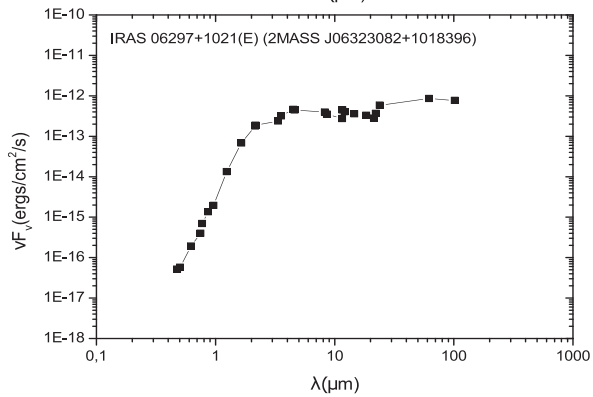 IRAS 06297+1021(E) (2MASS J06323082+1018396)
1E-10
1E-11
1E-12
1E-13
1E-14
1E-15
1E-16
1E-17
1E-18
νFν(ergs/cm²/s)
0,1
1
10
100
1000
λ(μm)